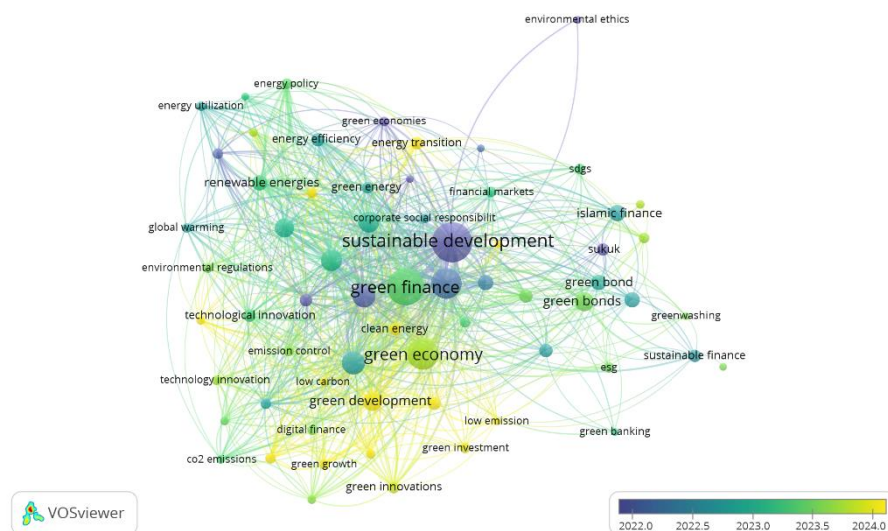 environmental ethics
energy policy
energy utilization
green economies
energy efficiency
energy transition
sdgs
renewable energies
green energy
financial markets
corporate social responsibilit
islamic finance
global warming
sustainable development
sukuk
environmental regulations
green finance
green bond
green bonds
technological innovation
greenwashing
clean energy
emission control
green economy
sustainable finance
esg
technology innovation
low carbon
green development
low emission
digital finance
green banking
green investment
co2 emissions
green growth
green innovations
VOSviewer
2022.0 2022.5 2023.0 2023.5 2024.0